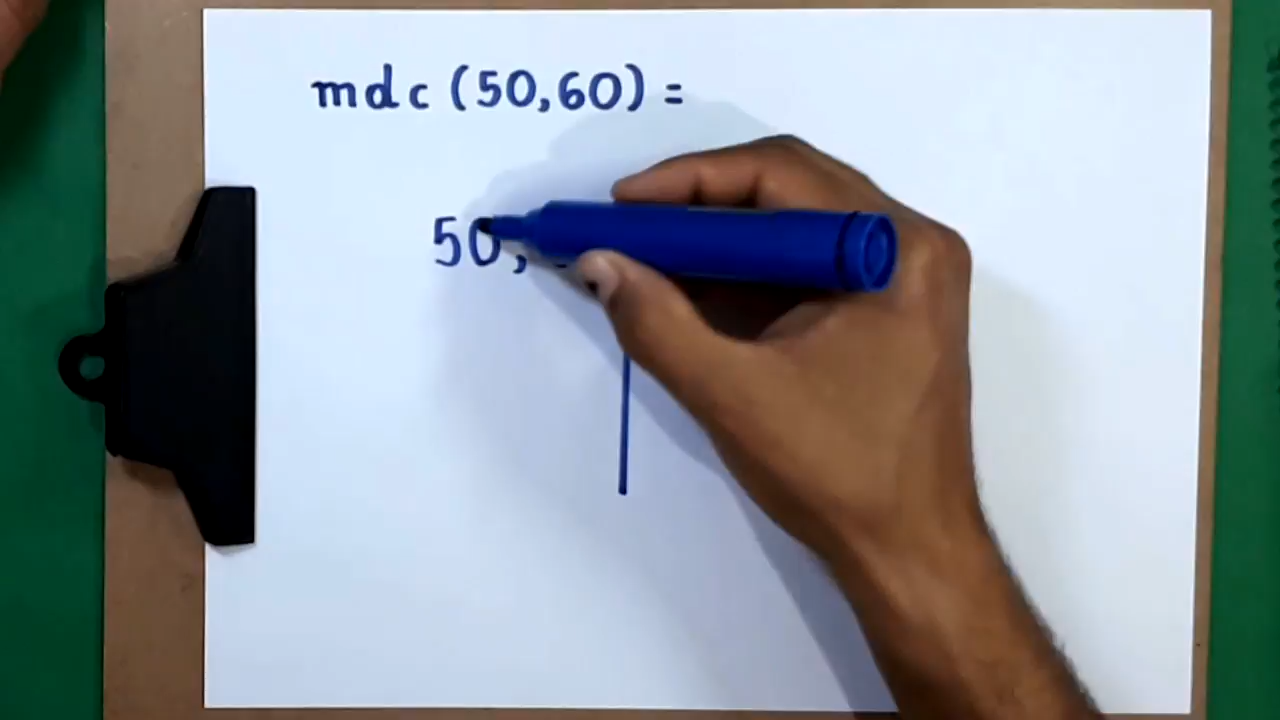 mdc (50,60) =
50,